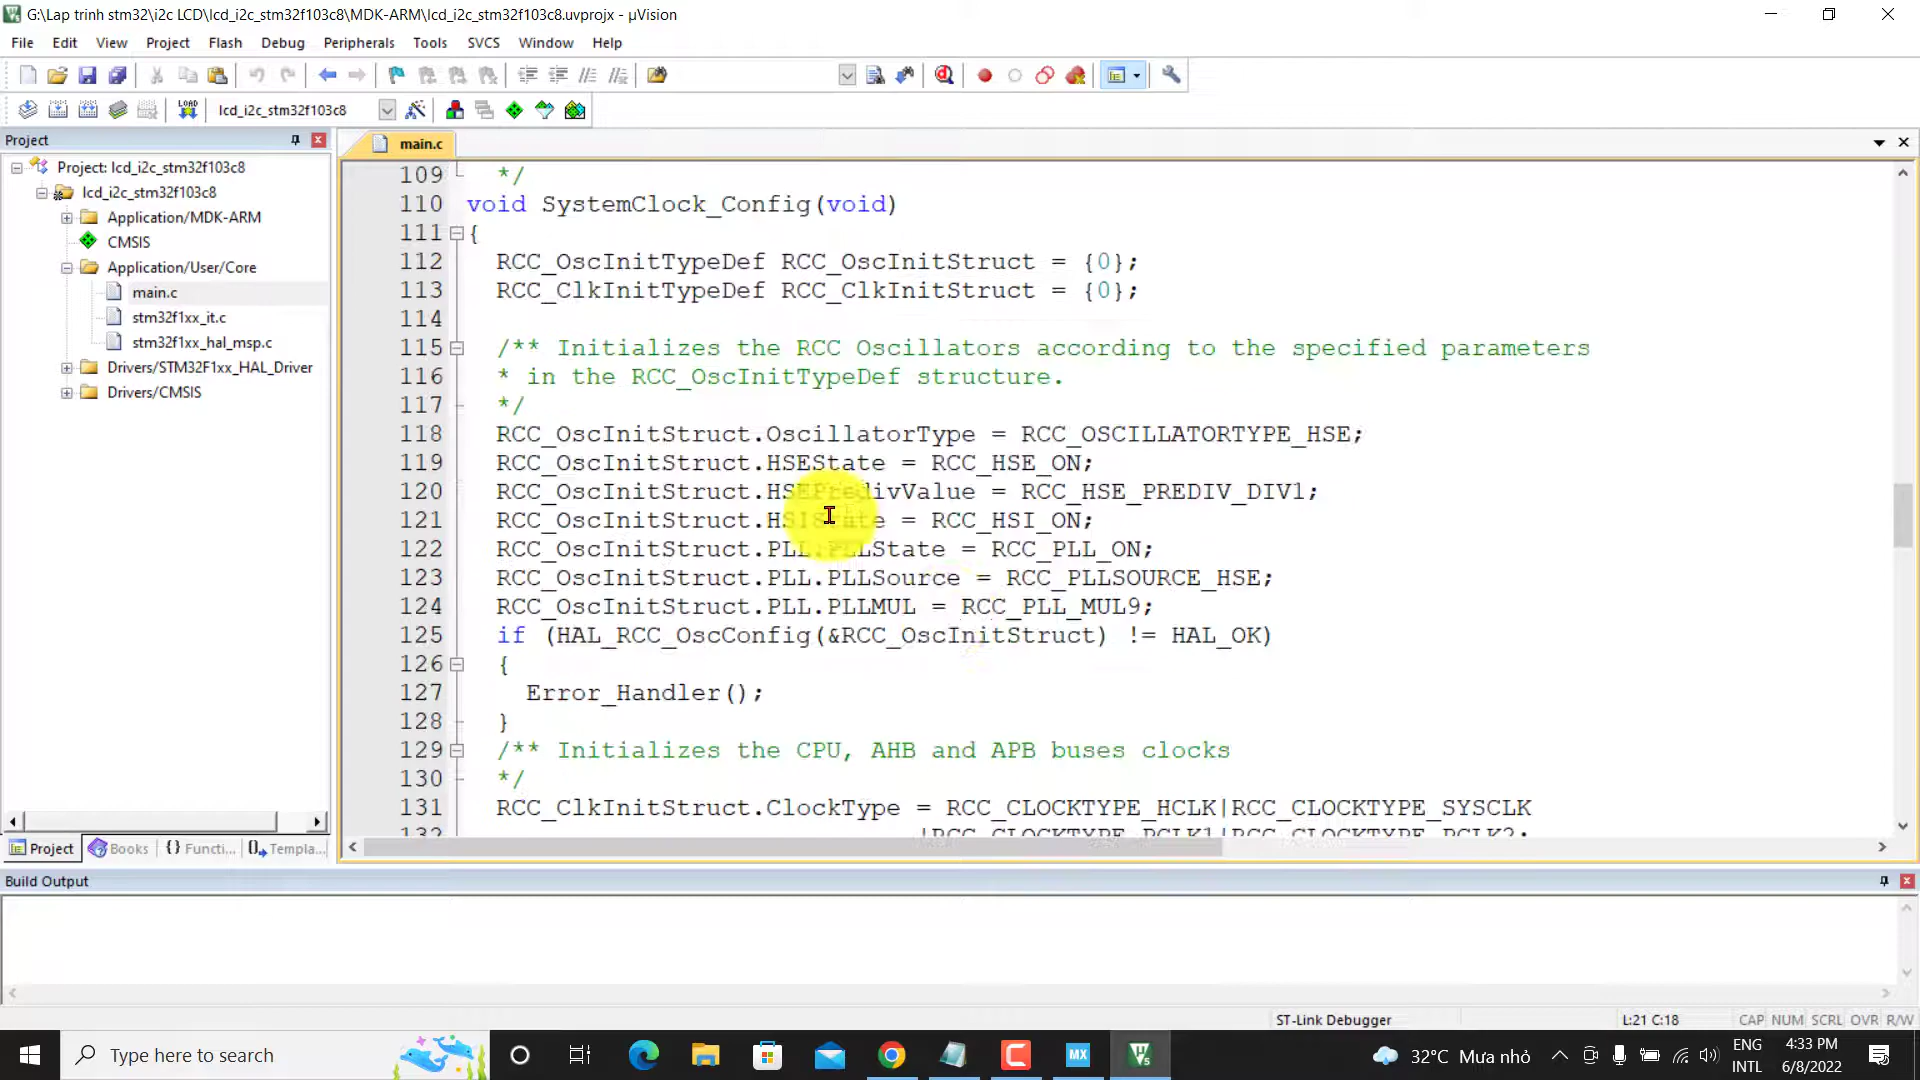 G:\Lap trinh stm32\i2c LCD\lcd_i2c_stm32f103c8\MDK-ARM\lcd_i2c_stm32f103c8.uvprojx - µVision
File Edit View Project Flash Debug Peripherals Tools SVCS Window Help
LOAD lcd_i2c_stm32f103c8
Project
Project: lcd_i2c_stm32f103c8
lcd_i2c_stm32f103c8
Application/MDK-ARM
CMSIS
Application/User/Core
main.c
stm32f1xx_it.c
stm32f1xx_hal_msp.c
Drivers/STM32F1xx_HAL_Driver
Drivers/CMSIS
Project Books {} Functi... Templa...
main.c
109 */
110 void SystemClock_Config(void)
111 {
112 RCC_OscInitTypeDef RCC_OscInitStruct = {0};
113 RCC_ClkInitTypeDef RCC_ClkInitStruct = {0};
114
115 /** Initializes the RCC Oscillators according to the specified parameters
116 * in the RCC_OscInitTypeDef structure.
117 */
118 RCC_OscInitStruct.OscillatorType = RCC_OSCILLATORTYPE_HSE;
119 RCC_OscInitStruct.HSEState = RCC_HSE_ON;
120 RCC_OscInitStruct.HSEPredivValue = RCC_HSE_PREDIV_DIV1;
121 RCC_OscInitStruct.HSIState = RCC_HSI_ON;
122 RCC_OscInitStruct.PLL.PLLState = RCC_PLL_ON;
123 RCC_OscInitStruct.PLL.PLLSource = RCC_PLLSOURCE_HSE;
124 RCC_OscInitStruct.PLL.PLLMUL = RCC_PLL_MUL9;
125 if (HAL_RCC_OscConfig(&RCC_OscInitStruct) != HAL_OK)
126 {
127 Error_Handler();
128 }
129 /** Initializes the CPU, AHB and APB buses clocks
130 */
131 RCC_ClkInitStruct.ClockType = RCC_CLOCKTYPE_HCLK|RCC_CLOCKTYPE_SYSCLK
132 |RCC_CLOCKTYPE_PCLK1|RCC_CLOCKTYPE_PCLK2;
Build Output
ST-Link Debugger L:21 C:18 CAP NUM SCRL OVR R/W
Type here to search
MX
32°C Mưa nhỏ
ENG
INTL
4:33 PM
6/8/2022